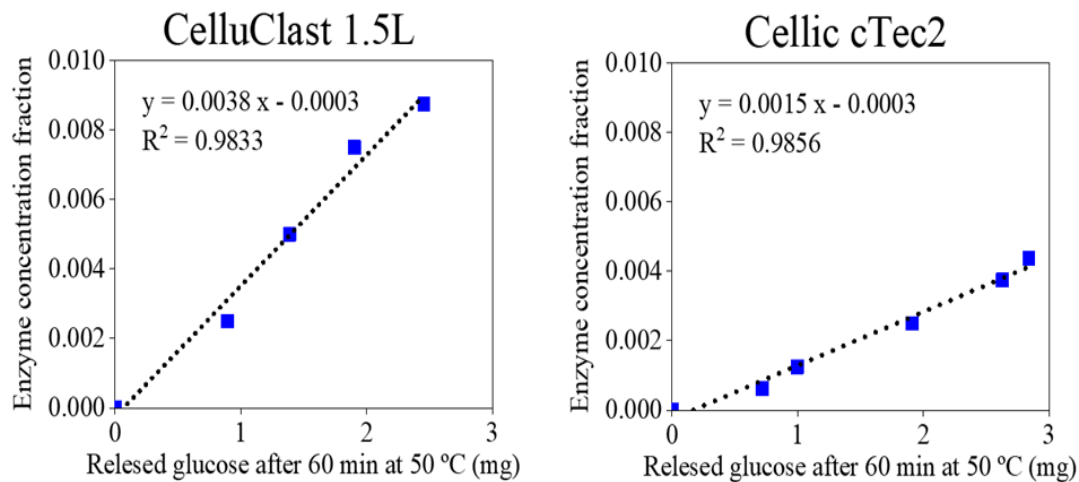 CelluClast 1.5L
Enzyme concentration fraction
0.010
0.008
0.006
0.004
0.002
0.000
y = 0.0038 x - 0.0003
R² = 0.9833
0 1 2 3
Relesed glucose after 60 min at 50 ºC (mg)
Cellic cTec2
Enzyme concentration fraction
0.010
0.008
0.006
0.004
0.002
0.000
y = 0.0015 x - 0.0003
R² = 0.9856
0 1 2 3
Relesed glucose after 60 min at 50 ºC (mg)